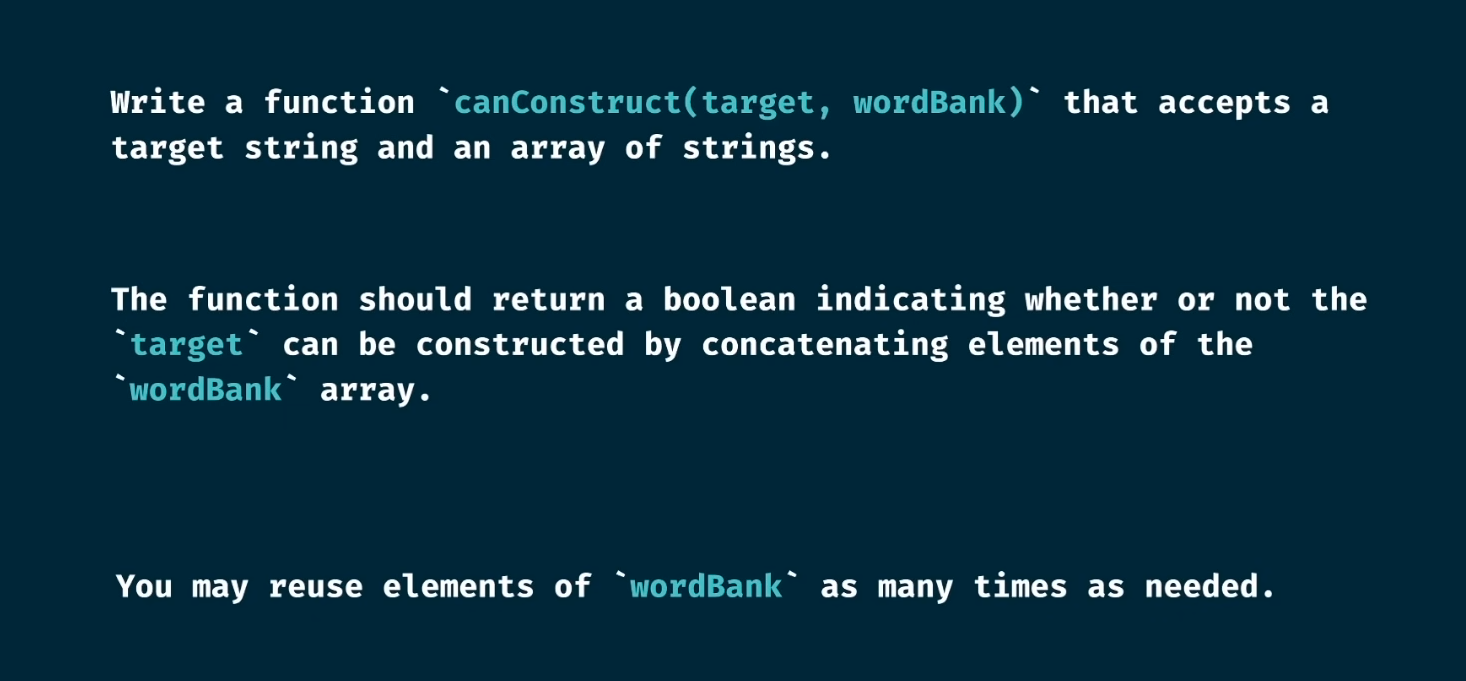 Write a function `canConstruct(target, wordBank)` that accepts a
target string and an array of strings.
The function should return a boolean indicating whether or not the
`target` can be constructed by concatenating elements of the
`wordBank` array.
You may reuse elements of `wordBank` as many times as needed.